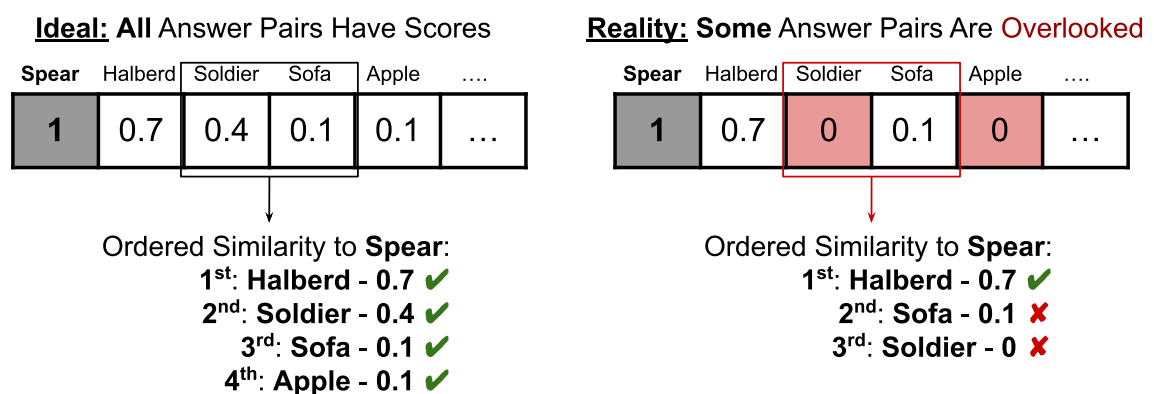 Ideal: All Answer Pairs Have Scores
Spear Halberd Soldier Sofa Apple ....
1 0.7 0.4 0.1 0.1 ...
Ordered Similarity to Spear:
1st: Halberd - 0.7 ✔
2nd: Soldier - 0.4 ✔
3rd: Sofa - 0.1 ✔
4th: Apple - 0.1 ✔
Reality: Some Answer Pairs Are Overlooked
Spear Halberd Soldier Sofa Apple ....
1 0.7 0 0.1 0 ...
Ordered Similarity to Spear:
1st: Halberd - 0.7 ✔
2nd: Sofa - 0.1 ✘
3rd: Soldier - 0 ✘